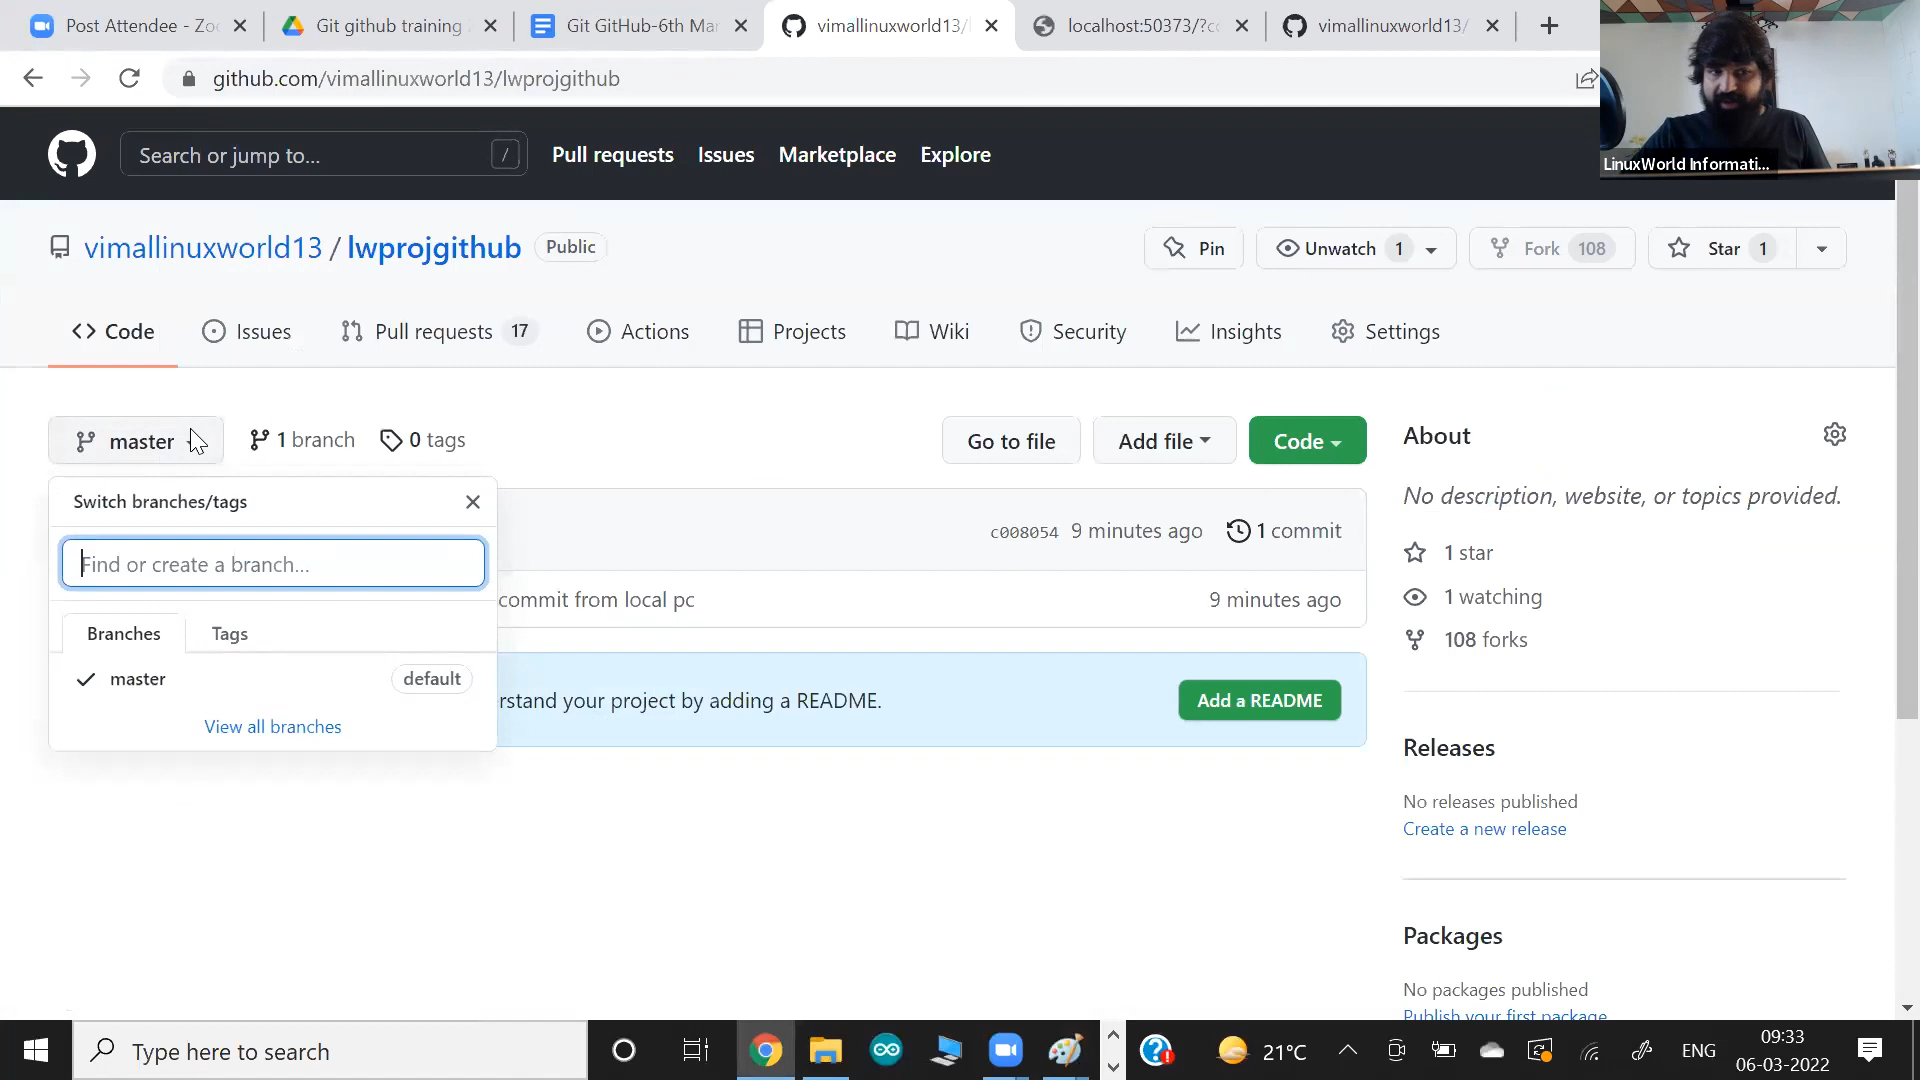 Post Attendee - Zo
Git github training
Git GitHub-6th Mar
vimallinuxworld13/
localhost:50373/?c
vimallinuxworld13/
github.com/vimallinuxworld13/lwprojgithub
LinuxWorld Informati...
Search or jump to...
/
Pull requests
Issues
Marketplace
Explore
vimallinuxworld13 / lwprojgithub
Public
Pin
Unwatch 1
Fork 108
Star 1
Code
Issues
Pull requests 17
Actions
Projects
Wiki
Security
Insights
Settings
master
1 branch
0 tags
Go to file
Add file
Code
About
Switch branches/tags
No description, website, or topics provided.
c008054 9 minutes ago
1 commit
Find or create a branch...
1 star
commit from local pc
9 minutes ago
1 watching
Branches
Tags
108 forks
master
default
rstand your project by adding a README.
Add a README
View all branches
Releases
No releases published
Create a new release
Packages
No packages published
Publish your first package
Type here to search
21°C
ENG
09:33
06-03-2022